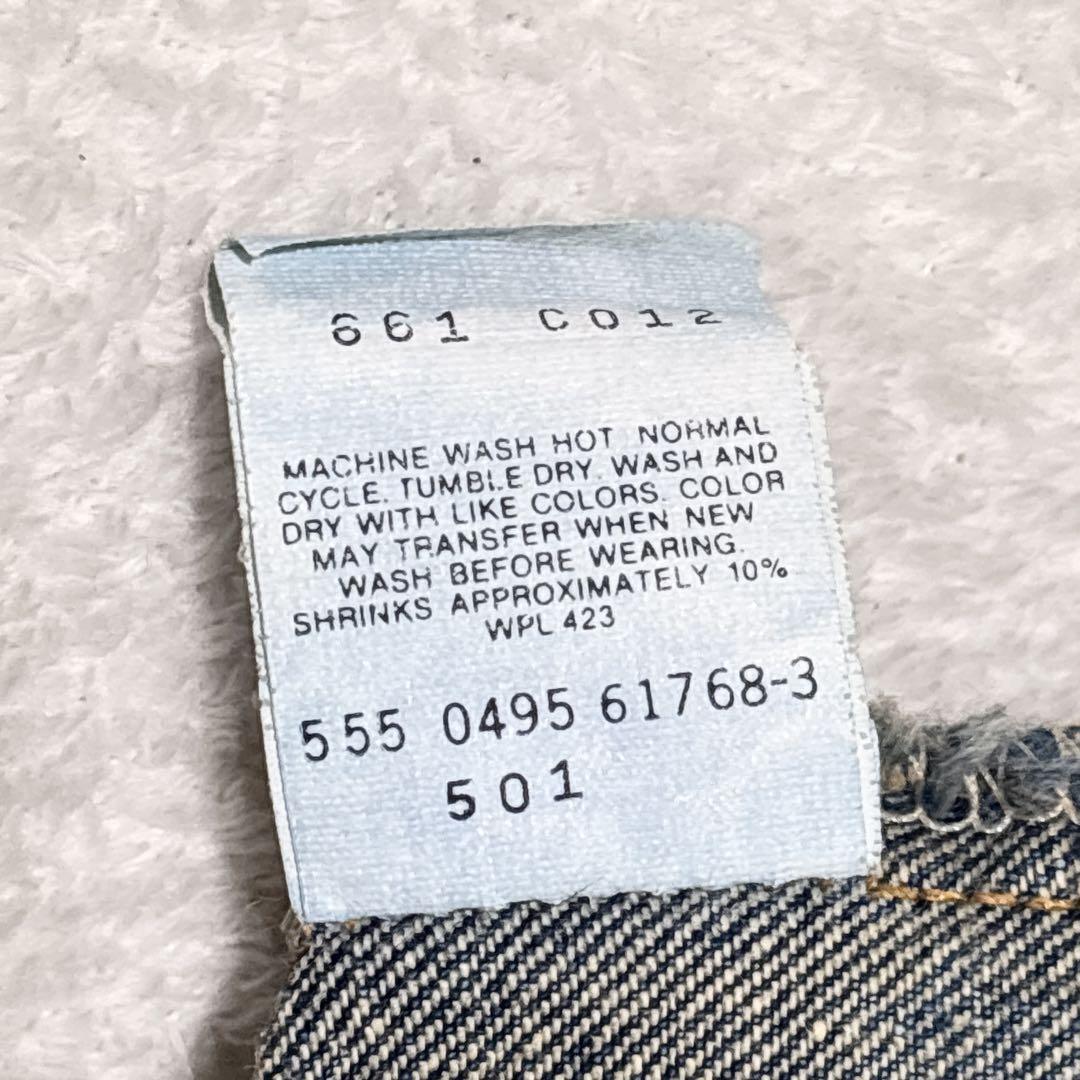 661 C012
MACHINE WASH HOT NORMAL
CYCLE. TUMBLE DRY. WASH AND
DRY WITH LIKE COLORS. COLOR
MAY TRANSFER WHEN NEW
WASH BEFORE WEARING.
SHRINKS APPROXIMATELY 10%
WPL 423
555 0495 61768-3
501